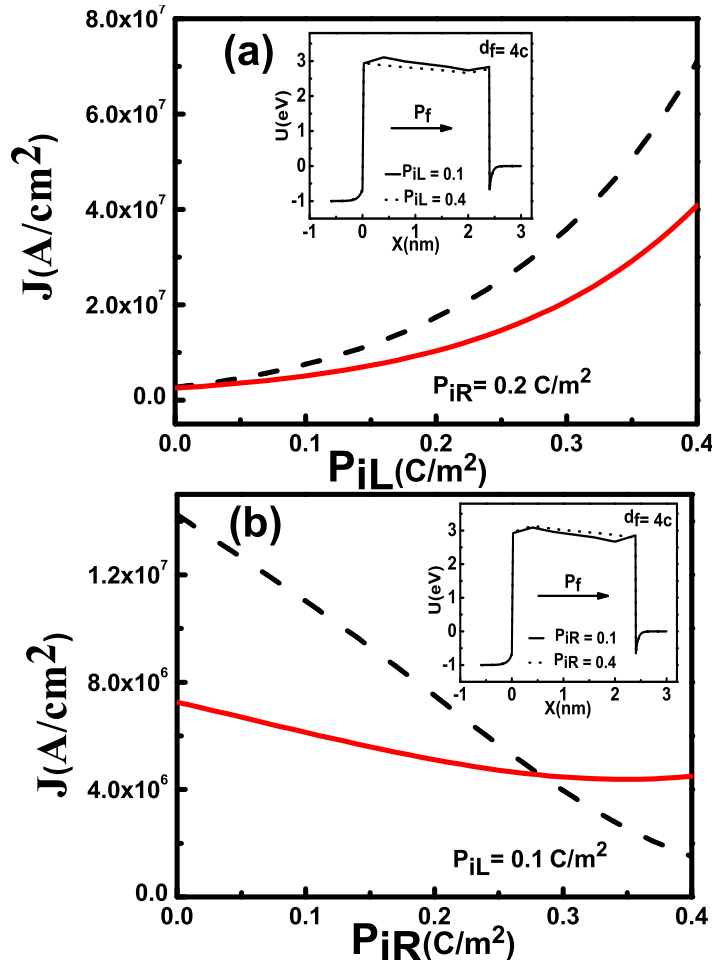 8.0x10⁷
6.0x10⁷
4.0x10⁷
2.0x10⁷
0.0
J(A/cm²)
(a)
d_f= 4c
3
2
1
0
-1
U(eV)
P_f
P_iL = 0.1
P_iL = 0.4
-1 0 1 2 3
X(nm)
P_iR= 0.2 C/m²
0.0 0.1 0.2 0.3 0.4
P_iL(C/m²)
1.2x10⁷
8.0x10⁶
4.0x10⁶
0.0
J(A/cm²)
(b)
d_f= 4c
3
2
1
0
-1
U(eV)
P_f
P_iR = 0.1
P_iR = 0.4
-1 0 1 2 3
X(nm)
P_iL= 0.1 C/m²
0.0 0.1 0.2 0.3 0.4
P_iR(C/m²)